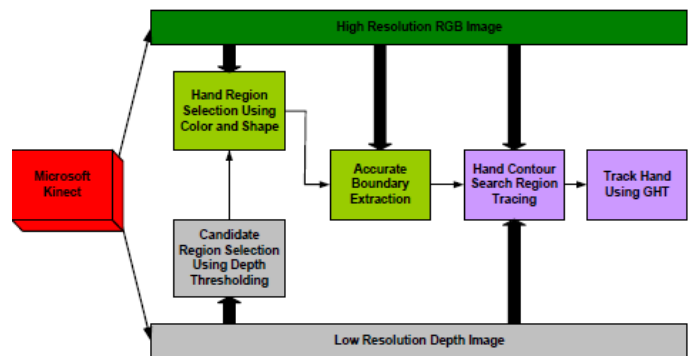 High Resolution RGB Image
Hand Region
Selection Using
Color and Shape
Microsoft
Kinect
Accurate
Boundary
Extraction
Hand Contour
Search Region
Tracing
Track Hand
Using GHT
Candidate
Region Selection
Using Depth
Thresholding
Low Resolution Depth Image